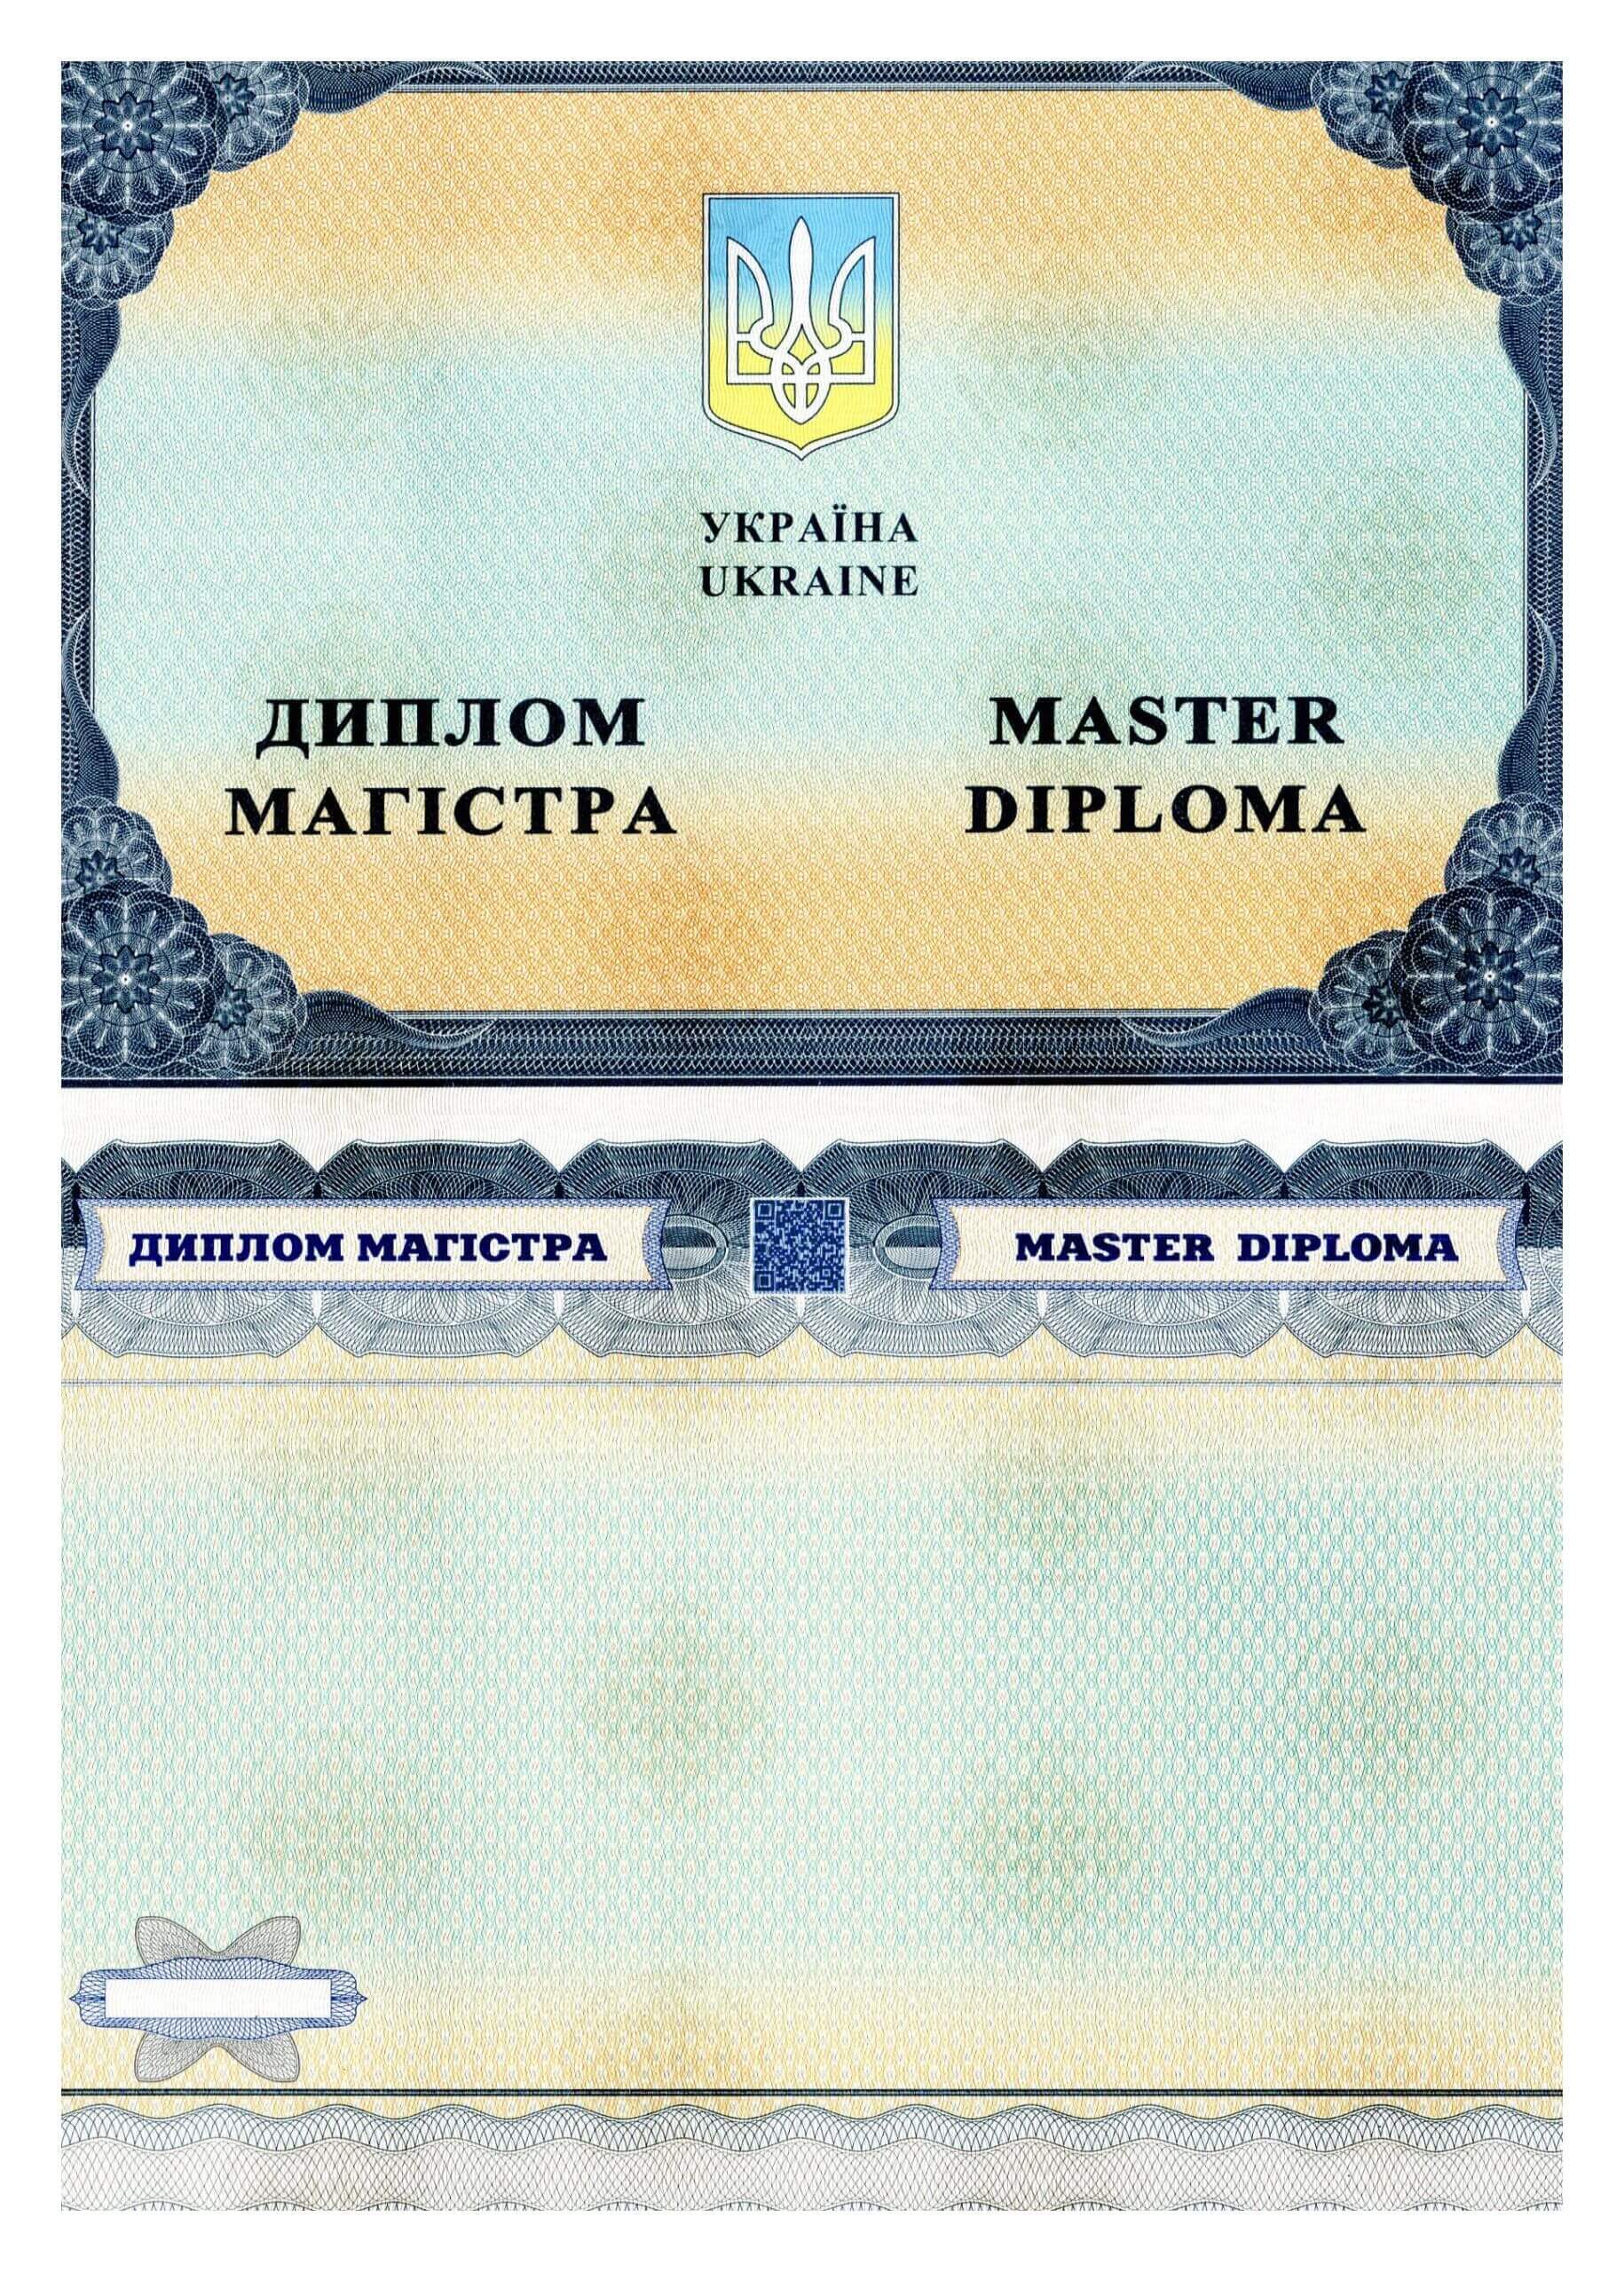 УКРАЇНА
UKRAINE
ДИПЛОМ
МАГІСТРА
MASTER
DIPLOMA
ДИПЛОМ МАГІСТРА
MASTER DIPLOMA